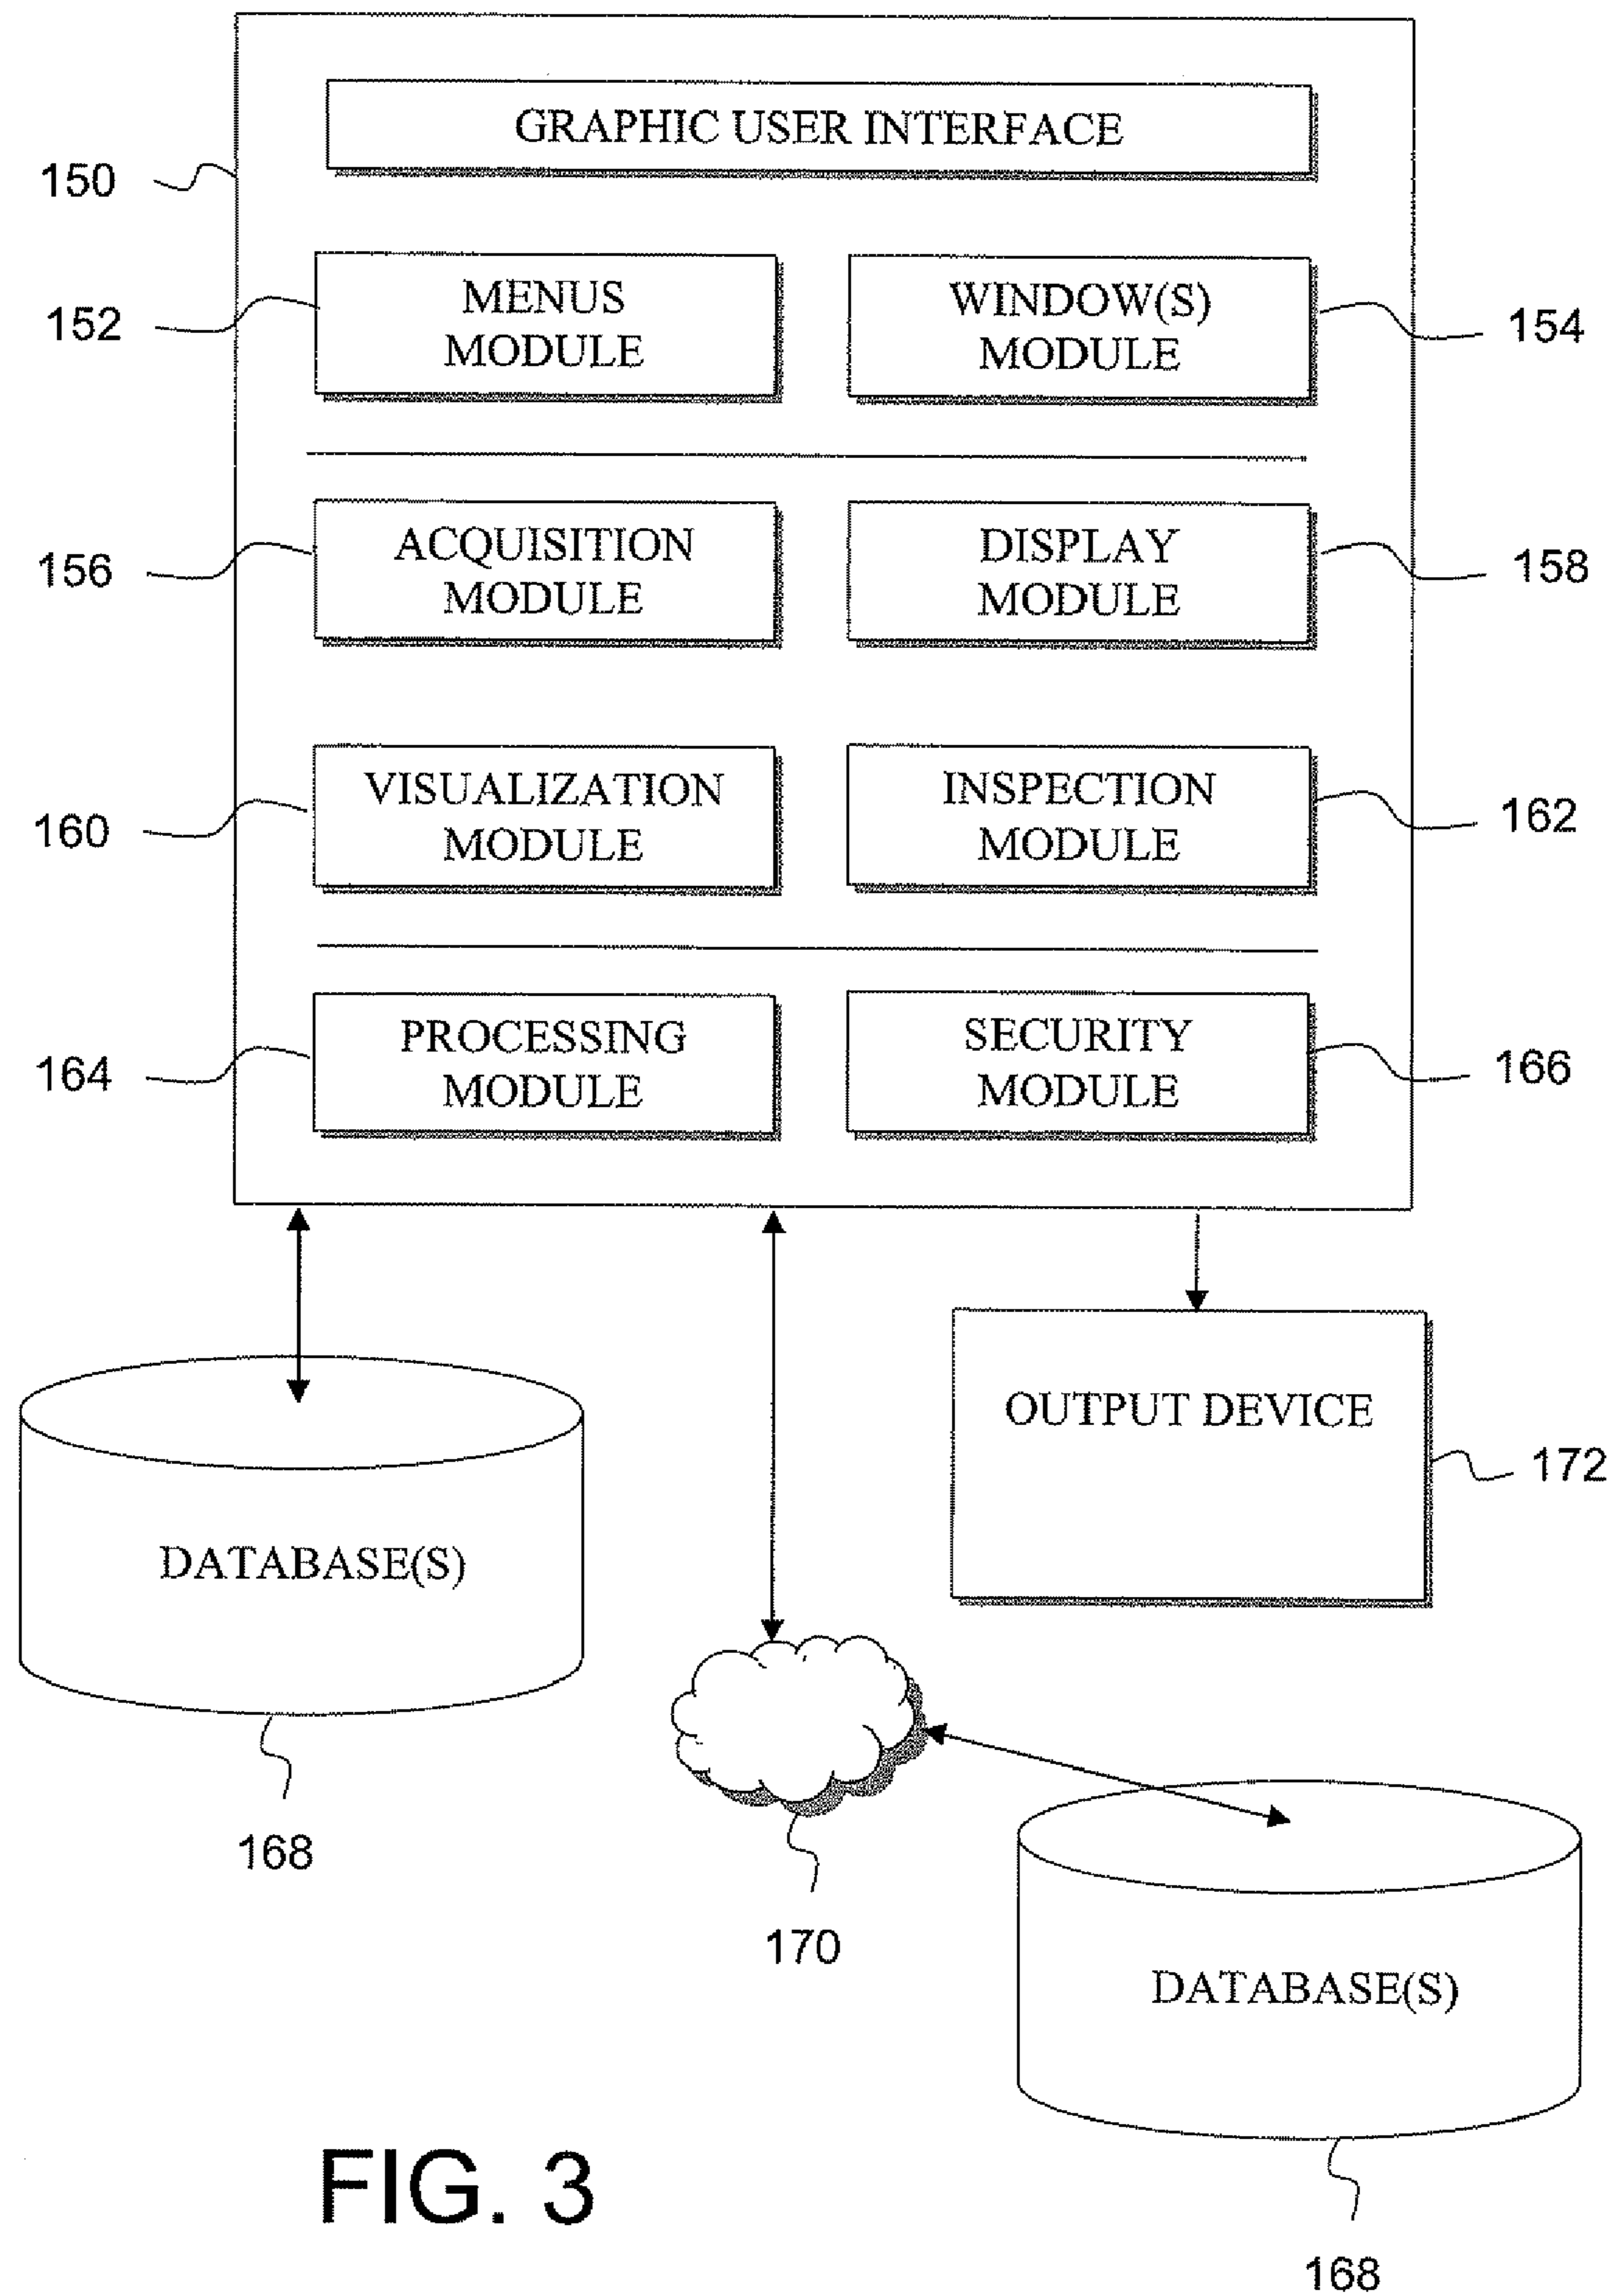 GRAPHIC USER INTERFACE
150
MENUS
MODULE
152
WINDOW(S)
MODULE
154
ACQUISITION
MODULE
156
DISPLAY
MODULE
158
VISUALIZATION
MODULE
160
INSPECTION
MODULE
162
PROCESSING
MODULE
164
SECURITY
MODULE
166
OUTPUT DEVICE
172
DATABASE(S)
168
170
DATABASE(S)
168
FIG. 3